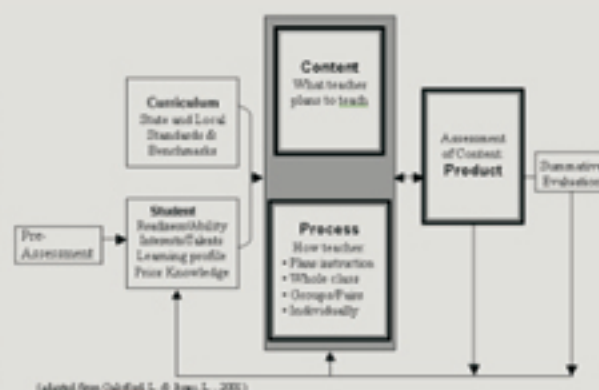 Content
What teacher
plans to teach
Curriculum
State and Local
Standards &
Benchmarks
Assessment
of Content
Product
Summative
Evaluation
Student
Readiness/Ability
Interests/Talents
Learning profile
Prior Knowledge
Pre-
Assessment
Process
How teacher:
• Plans instruction
• Whole class
• Groups/Pairs
• Individually
(adapted from L. &